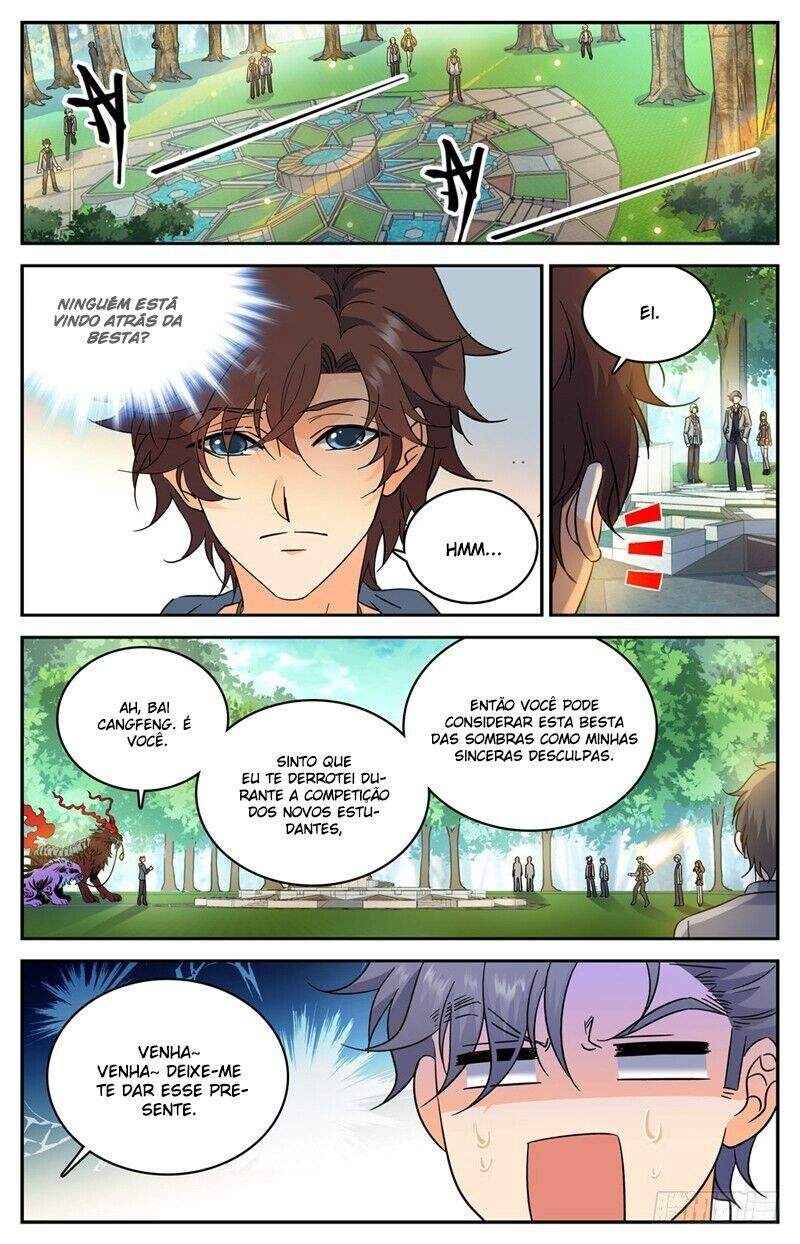 NINGUÉM ESTÁ
VINDO ATRÁS DA
BESTA?
HMM...
EI.
AH, BAI
CANGFENG. É
VOCÊ.
SINTO QUE
EU TE DERROTEI DU-
RANTE A COMPETIÇÃO
DOS NOVOS ESTU-
DANTES,
ENTÃO VOCÊ PODE
CONSIDERAR ESTA BESTA
DAS SOMBRAS COMO MINHAS
SINCERAS DESCULPAS.
VENHA~
VENHA~ DEIXE-ME
TE DAR ESSE PRE-
SENTE.